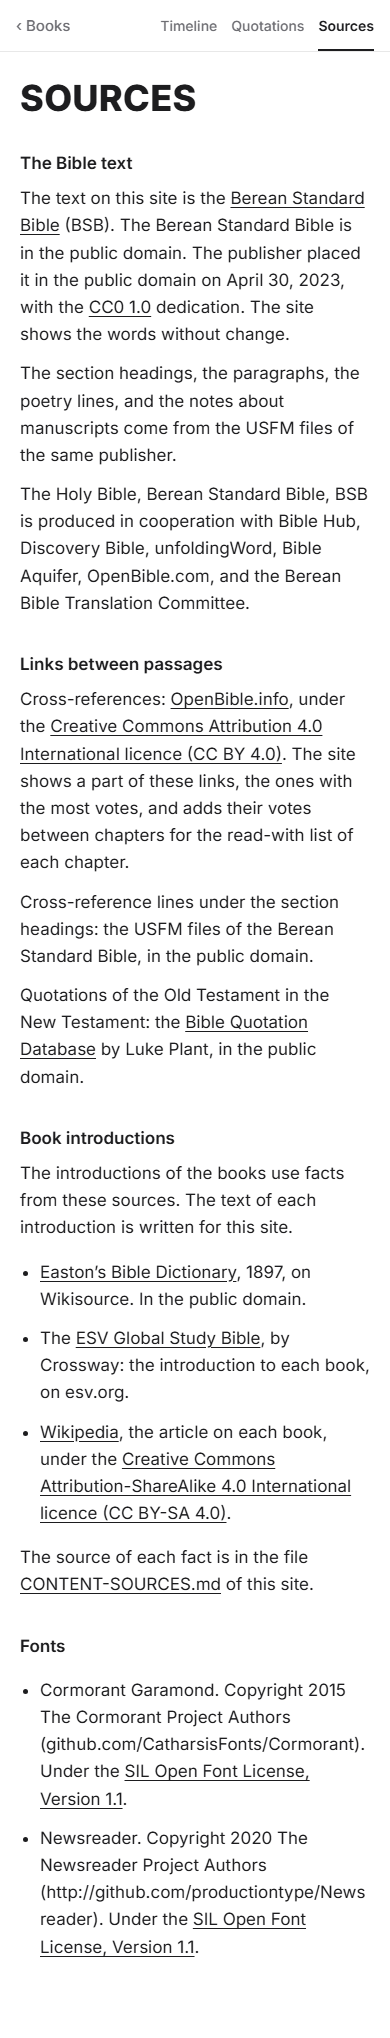 ‹ Books Timeline Quotations Sources
SOURCES
The Bible text
The text on this site is the Berean Standard
Bible (BSB). The Berean Standard Bible is
in the public domain. The publisher placed
it in the public domain on April 30, 2023,
with the CC0 1.0 dedication. The site
shows the words without change.
The section headings, the paragraphs, the
poetry lines, and the notes about
manuscripts come from the USFM files of
the same publisher.
The Holy Bible, Berean Standard Bible, BSB
is produced in cooperation with Bible Hub,
Discovery Bible, unfoldingWord, Bible
Aquifer, OpenBible.com, and the Berean
Bible Translation Committee.
Links between passages
Cross-references: OpenBible.info, under
the Creative Commons Attribution 4.0
International licence (CC BY 4.0). The site
shows a part of these links, the ones with
the most votes, and adds their votes
between chapters for the read-with list of
each chapter.
Cross-reference lines under the section
headings: the USFM files of the Berean
Standard Bible, in the public domain.
Quotations of the Old Testament in the
New Testament: the Bible Quotation
Database by Luke Plant, in the public
domain.
Book introductions
The introductions of the books use facts
from these sources. The text of each
introduction is written for this site.
• Easton’s Bible Dictionary, 1897, on
Wikisource. In the public domain.
• The ESV Global Study Bible, by
Crossway: the introduction to each book,
on esv.org.
• Wikipedia, the article on each book,
under the Creative Commons
Attribution-ShareAlike 4.0 International
licence (CC BY-SA 4.0).
The source of each fact is in the file
CONTENT-SOURCES.md of this site.
Fonts
• Cormorant Garamond. Copyright 2015
The Cormorant Project Authors
(github.com/CatharsisFonts/Cormorant).
Under the SIL Open Font License,
Version 1.1.
• Newsreader. Copyright 2020 The
Newsreader Project Authors
(http://github.com/productiontype/News
reader). Under the SIL Open Font
License, Version 1.1.